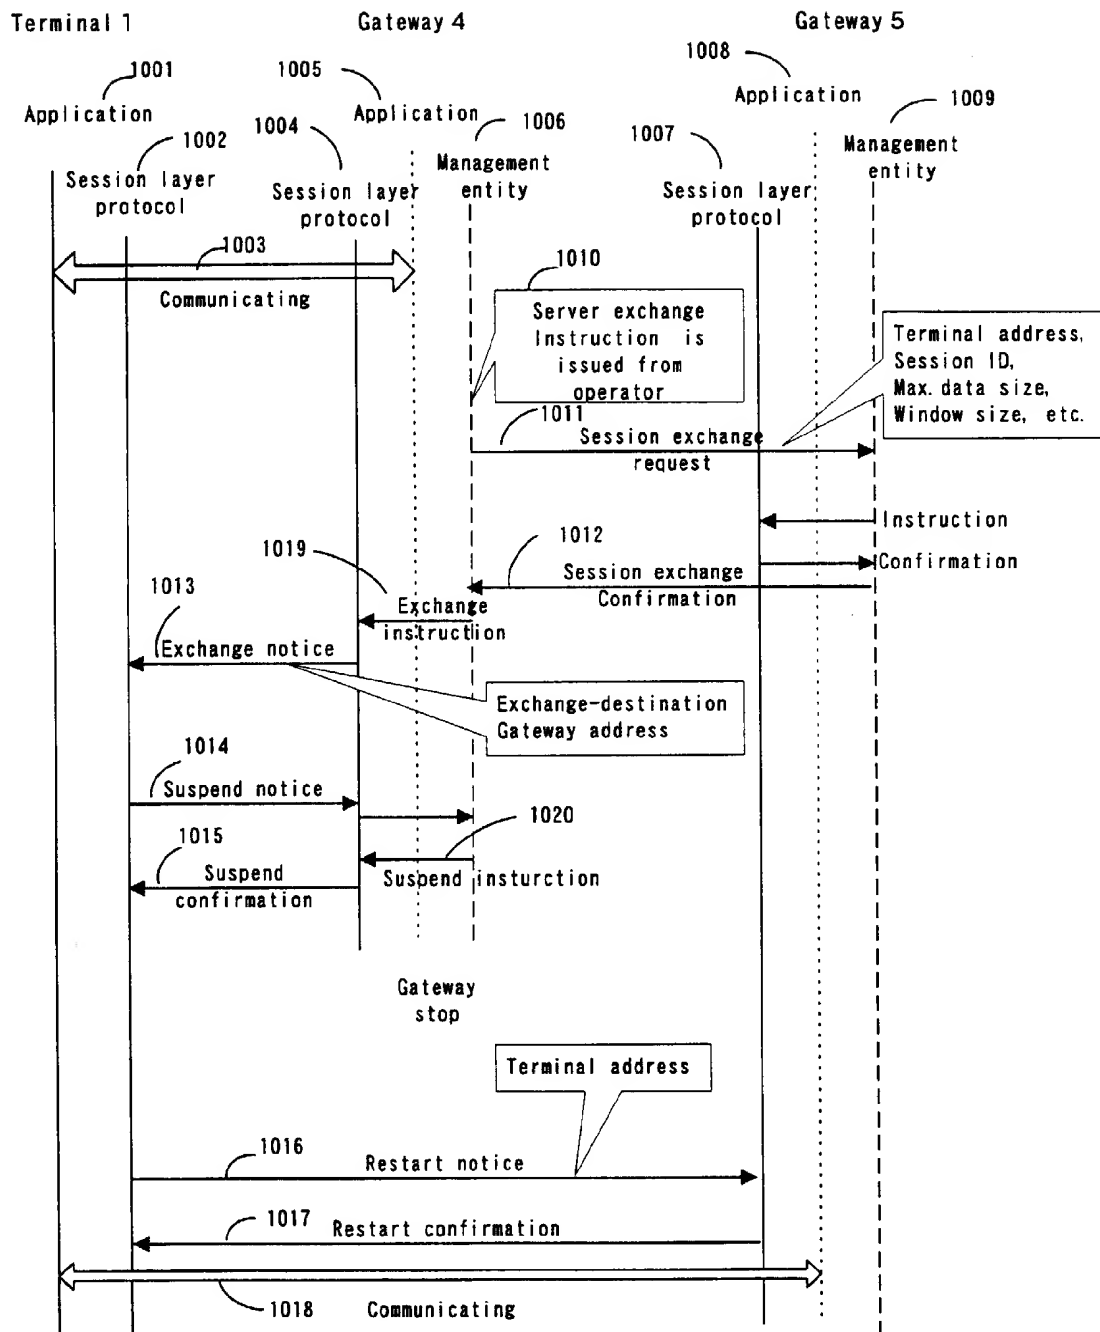 Terminal 1
Gateway 4
Gateway 5
1001
Application
1002
Session layer
protocol
1004
Session layer
protocol
1005
Application
1006
Management
entity
1007
Session layer
protocol
1008
Application
1009
Management
entity
1003
Communicating
1010
Server exchange
Instruction is
issued from
operator
Terminal address,
Session ID,
Max. data size,
Window size, etc.
1011
Session exchange
request
Instruction
1012
Confirmation
Session exchange
Confirmation
1019
Exchange
instruction
1013
Exchange notice
Exchange-destination
Gateway address
1014
Suspend notice
1020
Suspend insturction
1015
Suspend
confirmation
Gateway
stop
Terminal address
1016
Restart notice
1017
Restart confirmation
1018
Communicating